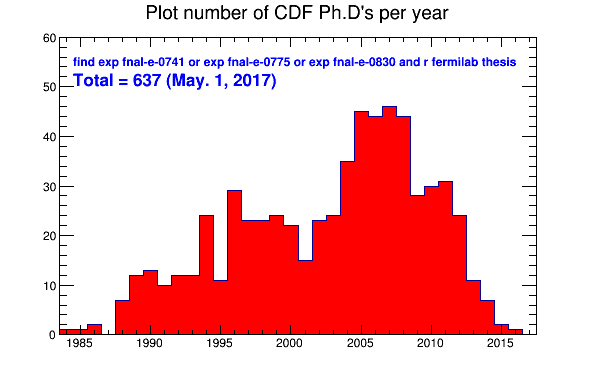 Plot number of CDF Ph.D's per year
60
find exp fnal-e-0741 or exp fnal-e-0775 or exp fnal-e-0830 and r fermilab thesis
Total = 637 (May. 1, 2017)
50
40
30
20
10
0
1985 1990 1995 2000 2005 2010 2015